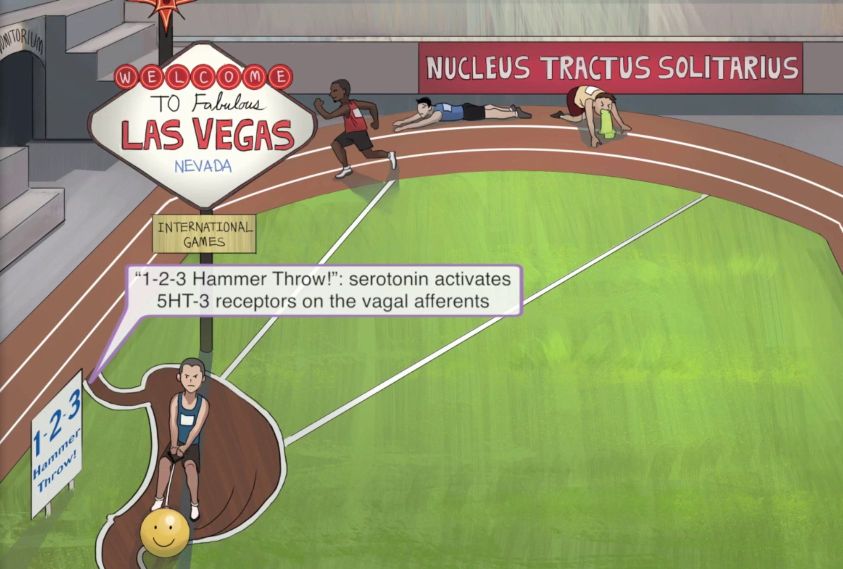 NUCLEUS TRACTUS SOLITARIUS
WELCOME
TO Fabulous
LAS VEGAS
NEVADA
INTERNATIONAL
GAMES
"1-2-3 Hammer Throw!": serotonin activates
5HT-3 receptors on the vagal afferents
1-2-3
Hammer
Throw!